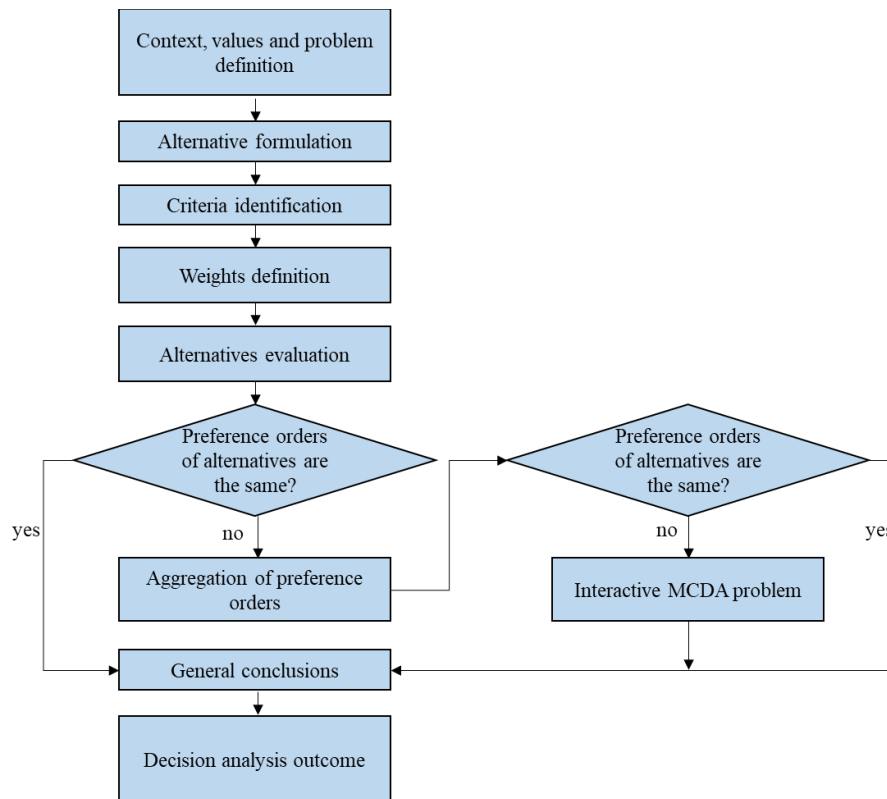 Context, values and problem
definition
Alternative formulation
Criteria identification
Weights definition
Alternatives evaluation
Preference orders
of alternatives are
the same?
Preference orders
of alternatives are
the same?
yes
no
no
yes
Aggregation of preference
orders
Interactive MCDA problem
General conclusions
Decision analysis outcome